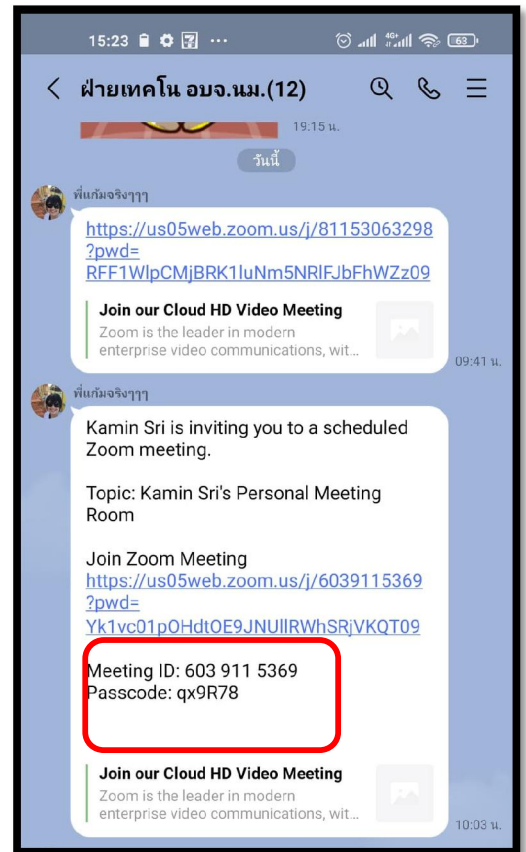 15:23 ...
4G+
63
ฝ่ายเทคโน อบจ.นม.(12)
19:15 น.
วันนี้
พี่แก้มจริงๆๆๆ
https://us05web.zoom.us/j/81153063298
?pwd=
RFF1WlpCMjBRK1luNm5NRlFJbFhWZz09
Join our Cloud HD Video Meeting
Zoom is the leader in modern
enterprise video communications, wit...
09:41 น.
พี่แก้มจริงๆๆๆ
Kamin Sri is inviting you to a scheduled
Zoom meeting.
Topic: Kamin Sri's Personal Meeting
Room
Join Zoom Meeting
https://us05web.zoom.us/j/6039115369
?pwd=
Yk1vc01pOHdtOE9JNUllRWhSRjVKQT09
Meeting ID: 603 911 5369
Passcode: qx9R78
Join our Cloud HD Video Meeting
Zoom is the leader in modern
enterprise video communications, wit...
10:03 น.